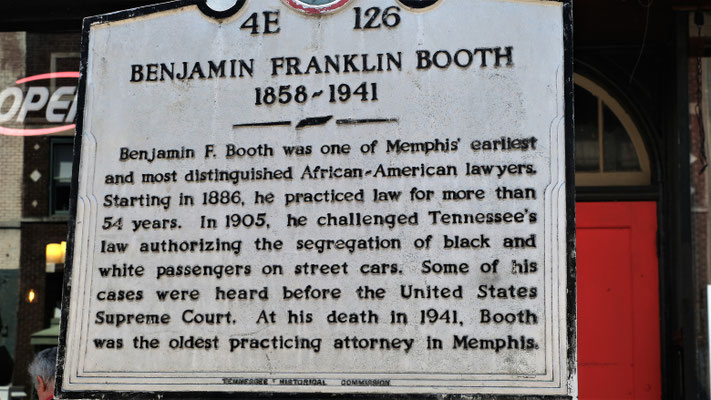 4E 126
BENJAMIN FRANKLIN BOOTH
1858~1941
Benjamin F. Booth was one of Memphis' earliest
and most distinguished African-American lawyers.
Starting in 1886, he practiced law for more than
54 years. In 1905, he challenged Tennessee's
law authorizing the segregation of black and
white passengers on street cars. Some of his
cases were heard before the United States
Supreme Court. At his death in 1941, Booth
was the oldest practicing attorney in Memphis.
TENNESSEE HISTORICAL COMMISSION
OPEN